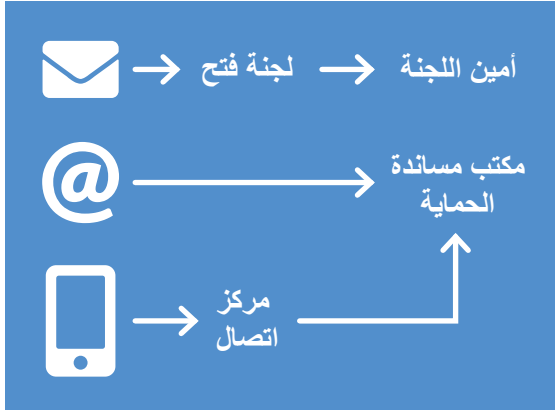 لجنة فتح
أمين اللجنة
@
مكتب مساندة
الحماية
مركز
اتصال